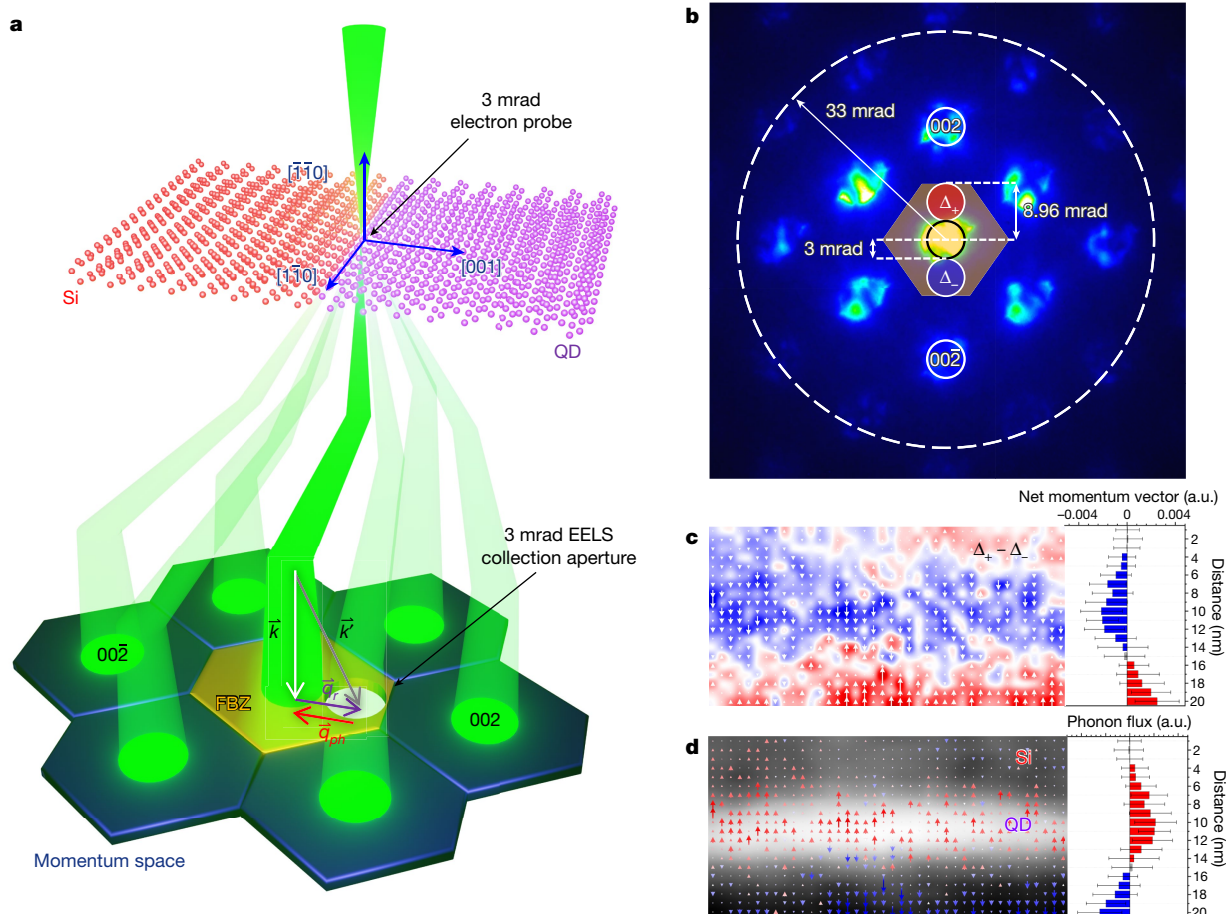 a
3 mrad
electron probe
[1̅1̅0]
[001]
[11̅0]
Si
QD
3 mrad EELS
collection aperture
k⃗
k⃗′
002̅
FBZ
q⃗r
q⃗ph
002
Momentum space
b
33 mrad
002
Δ+
8.96 mrad
3 mrad
Δ−
002̅
Net momentum vector (a.u.)
−0.004 0 0.004
c
Δ+ − Δ−
2
4
6
8
10
12
14
16
18
20
Distance (nm)
Phonon flux (a.u.)
d
Si
QD
2
4
6
8
10
12
14
16
18
20
Distance (nm)